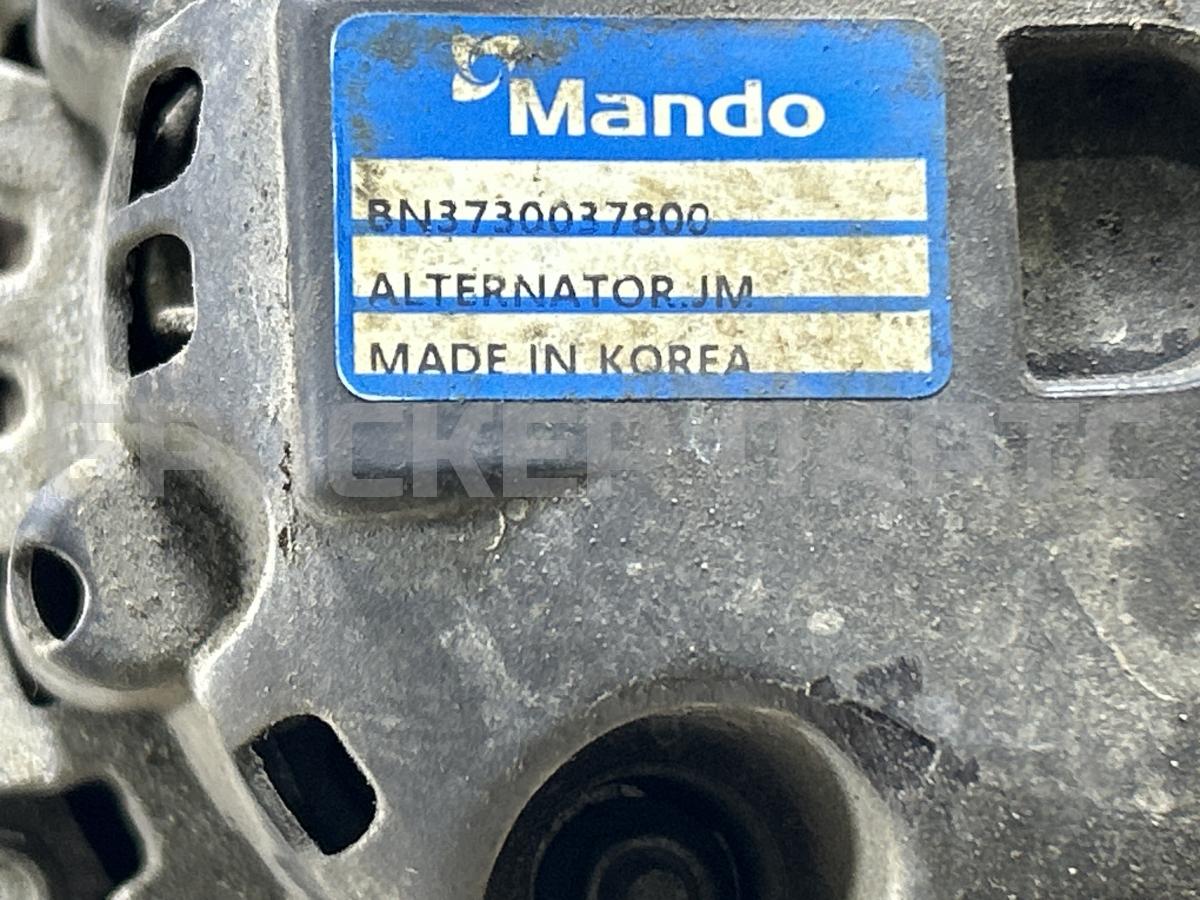 Mando
BN3730037800
ALTERNATOR.JM
MADE IN KOREA